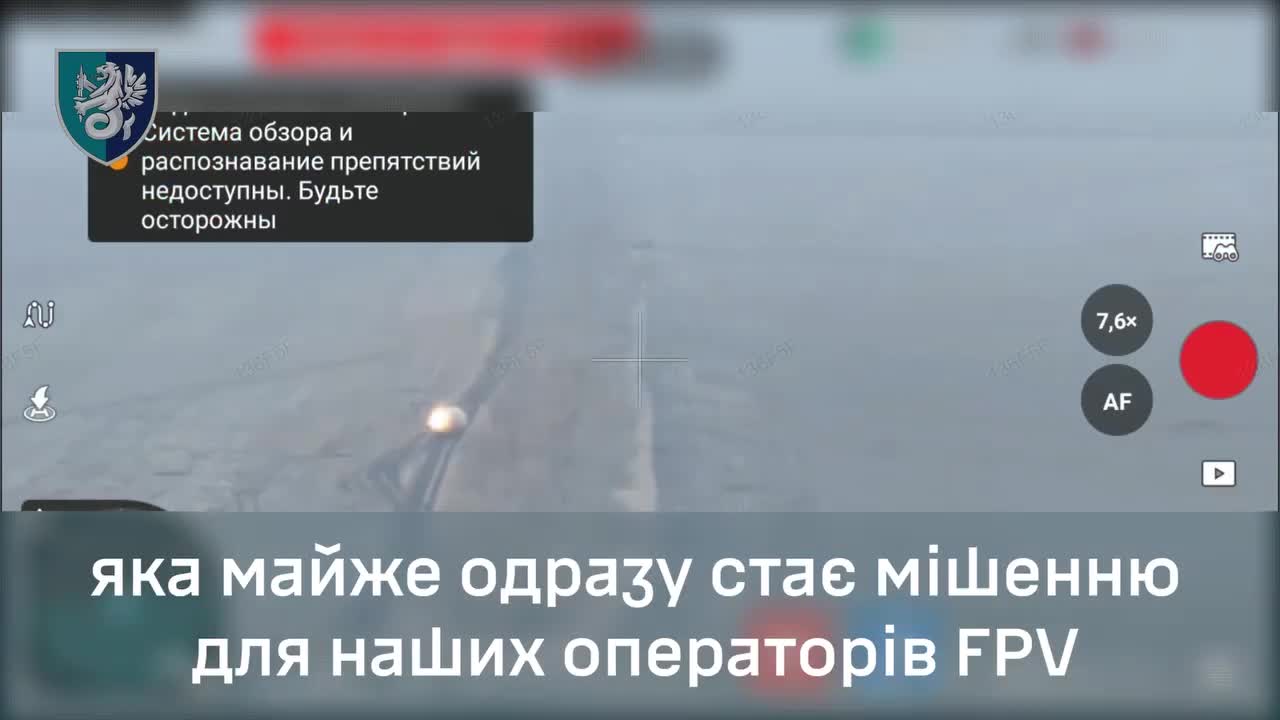 Система обзора и
распознавание препятствий
недоступны. Будьте
осторожны
7,6×
AF
яка майже одразу стає мішенню
для наших операторів FPV